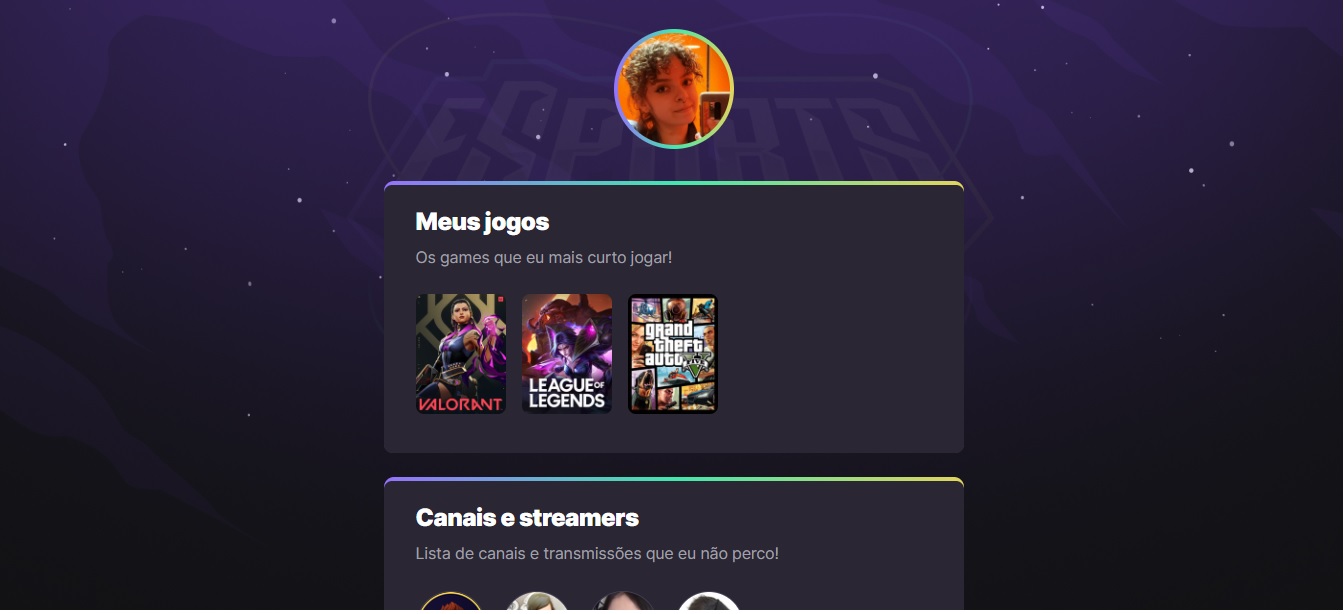 ESPORTS
Meus jogos
Os games que eu mais curto jogar!
VALORANT
LEAGUE OF
LEGENDS
grand
theft
auto
FIVE
Canais e streamers
Lista de canais e transmissões que eu não perco!